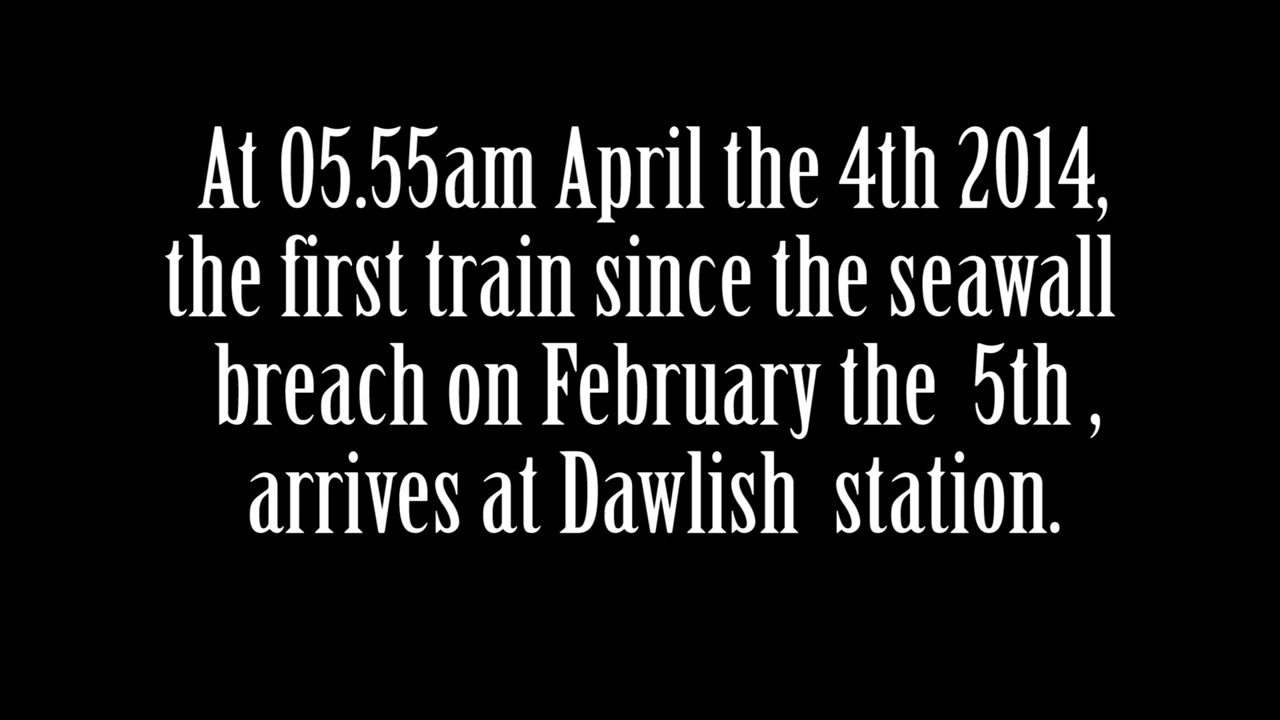 At 05.55am April the 4th 2014,
the first train since the seawall
breach on February the 5th ,
arrives at Dawlish station.